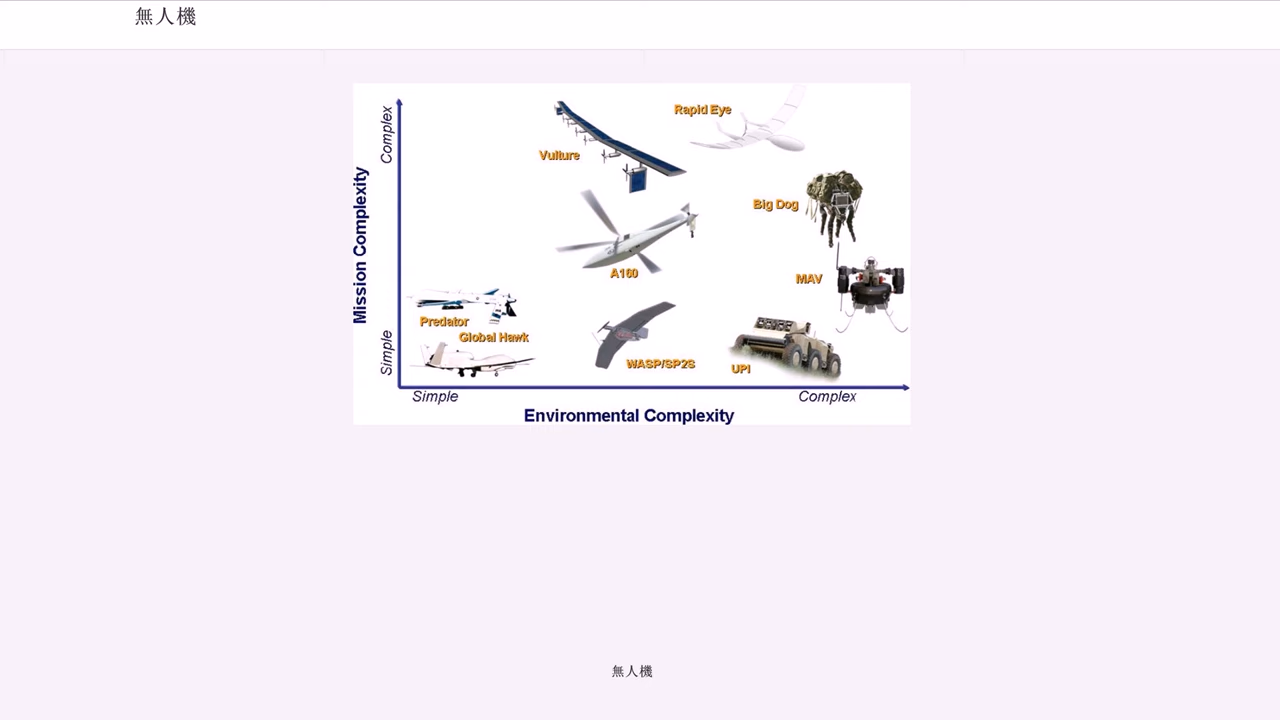 無人機
Complex
Mission Complexity
Simple
Rapid Eye
Vulture
Big Dog
A160
MAV
Predator
Global Hawk
WASP/SP2S
UPI
Simple
Complex
Environmental Complexity
無人機